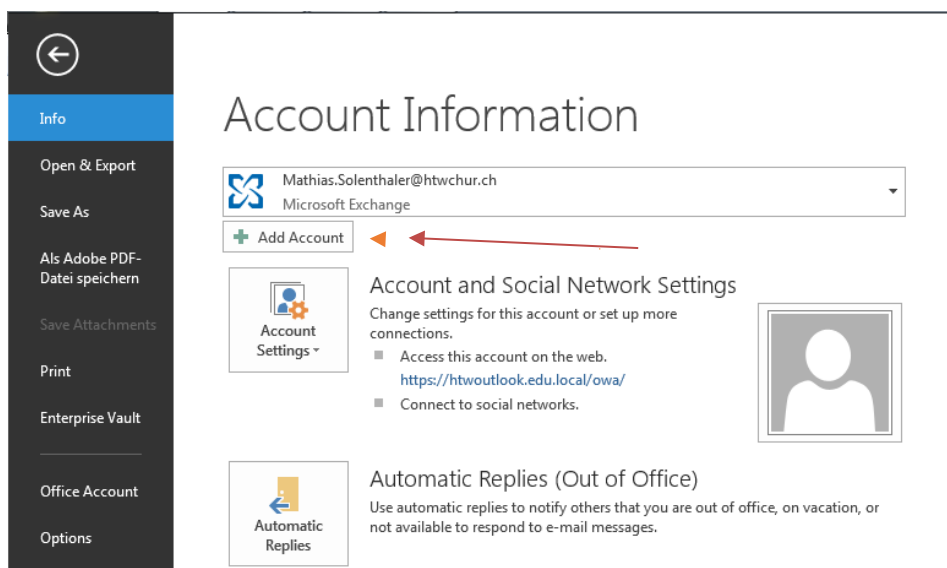 Info
Open & Export
Save As
Als Adobe PDF-
Datei speichern
Save Attachments
Print
Enterprise Vault
Office Account
Options
Account Information
Mathias.Solenthaler@htwchur.ch
Microsoft Exchange
Add Account
Account
Settings
Account and Social Network Settings
Change settings for this account or set up more
connections.
Access this account on the web.
https://htwoutlook.edu.local/owa/
Connect to social networks.
Automatic
Replies
Automatic Replies (Out of Office)
Use automatic replies to notify others that you are out of office, on vacation, or
not available to respond to e-mail messages.